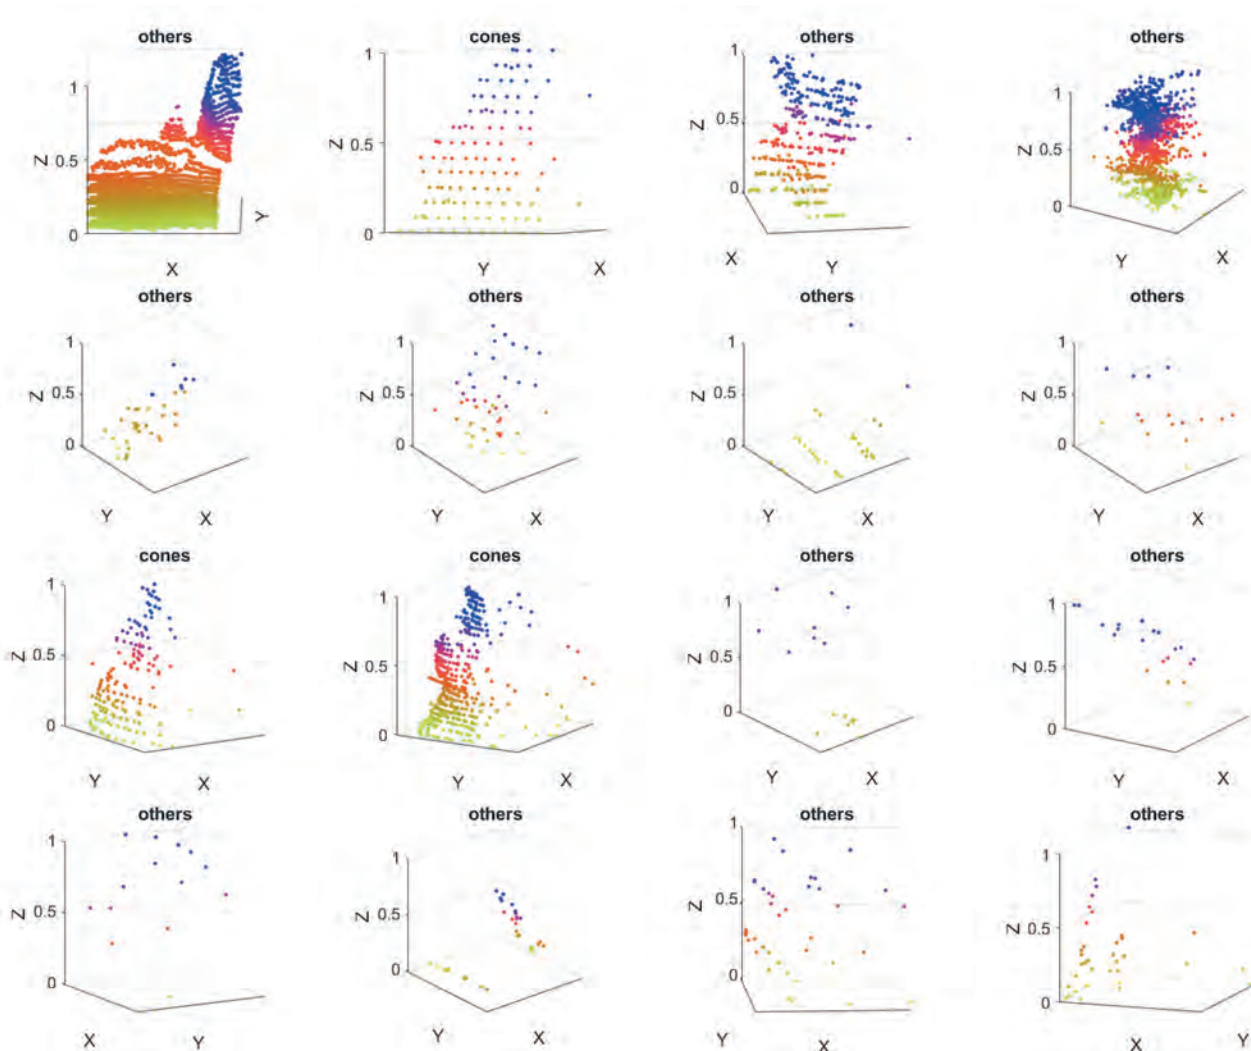 others cones others others
1 1 1 1
Z 0.5 Z 0.5 Z 0.5 Z 0.5
0 0 0 0
Y
X Y X X Y Y X
others others others others
1 1 1 1
Z 0.5 Z 0.5 Z 0.5 Z 0.5
0 0 0 0
Y X Y X Y X Y X
cones cones others others
1 1 1 1
Z 0.5 Z 0.5 Z 0.5 Z 0.5
0 0 0 0
Y X Y X Y X Y X
others others others others
1 1 1 1
Z 0.5 Z 0.5 Z 0.5 Z 0.5
0 0 0 0
X Y Y X Y X X Y